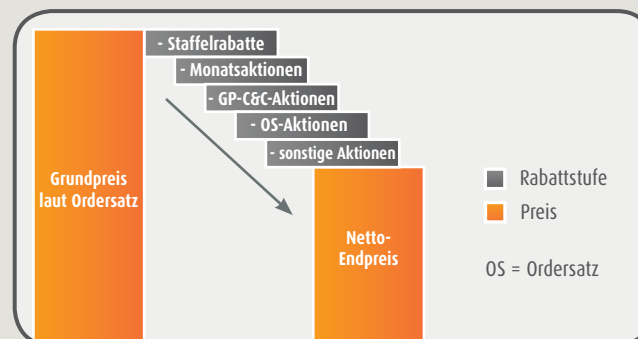 - Staffelrabatte
- Monatsaktionen
- GP-C&C-Aktionen
- OS-Aktionen
- sonstige Aktionen
Grundpreis
laut Ordersatz
Netto-
Endpreis
Rabattstufe
Preis
OS = Ordersatz